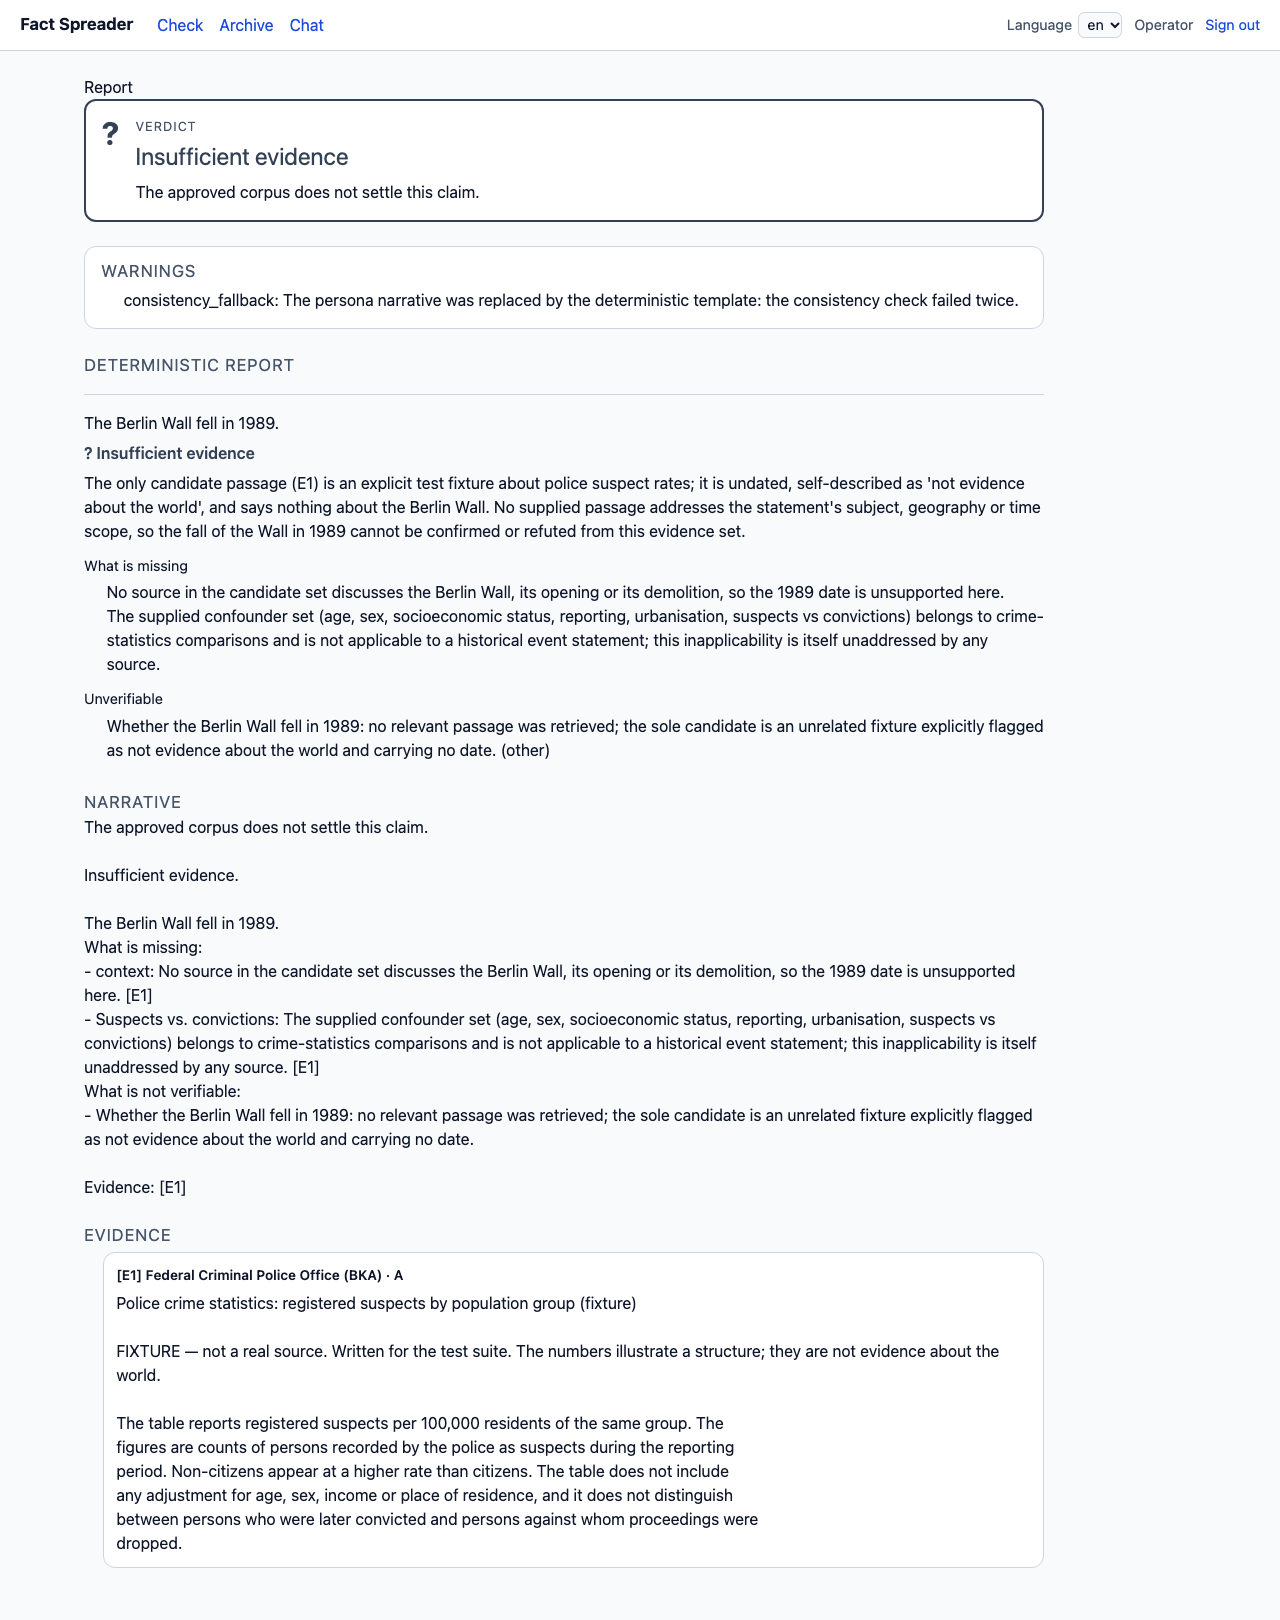 Fact Spreader Check Archive Chat Language en Operator Sign out
Report
?
VERDICT
Insufficient evidence
The approved corpus does not settle this claim.
WARNINGS
consistency_fallback: The persona narrative was replaced by the deterministic template: the consistency check failed twice.
DETERMINISTIC REPORT
The Berlin Wall fell in 1989.
? Insufficient evidence
The only candidate passage (E1) is an explicit test fixture about police suspect rates; it is undated, self-described as 'not evidence
about the world', and says nothing about the Berlin Wall. No supplied passage addresses the statement's subject, geography or time
scope, so the fall of the Wall in 1989 cannot be confirmed or refuted from this evidence set.
What is missing
No source in the candidate set discusses the Berlin Wall, its opening or its demolition, so the 1989 date is unsupported here.
The supplied confounder set (age, sex, socioeconomic status, reporting, urbanisation, suspects vs convictions) belongs to crime-
statistics comparisons and is not applicable to a historical event statement; this inapplicability is itself unaddressed by any
source.
Unverifiable
Whether the Berlin Wall fell in 1989: no relevant passage was retrieved; the sole candidate is an unrelated fixture explicitly flagged
as not evidence about the world and carrying no date. (other)
NARRATIVE
The approved corpus does not settle this claim.
Insufficient evidence.
The Berlin Wall fell in 1989.
What is missing:
- context: No source in the candidate set discusses the Berlin Wall, its opening or its demolition, so the 1989 date is unsupported
here. [E1]
- Suspects vs. convictions: The supplied confounder set (age, sex, socioeconomic status, reporting, urbanisation, suspects vs
convictions) belongs to crime-statistics comparisons and is not applicable to a historical event statement; this inapplicability is itself
unaddressed by any source. [E1]
What is not verifiable:
- Whether the Berlin Wall fell in 1989: no relevant passage was retrieved; the sole candidate is an unrelated fixture explicitly flagged
as not evidence about the world and carrying no date.
Evidence: [E1]
EVIDENCE
[E1] Federal Criminal Police Office (BKA) · A
Police crime statistics: registered suspects by population group (fixture)
FIXTURE — not a real source. Written for the test suite. The numbers illustrate a structure; they are not evidence about the
world.
The table reports registered suspects per 100,000 residents of the same group. The
figures are counts of persons recorded by the police as suspects during the reporting
period. Non-citizens appear at a higher rate than citizens. The table does not include
any adjustment for age, sex, income or place of residence, and it does not distinguish
between persons who were later convicted and persons against whom proceedings were
dropped.